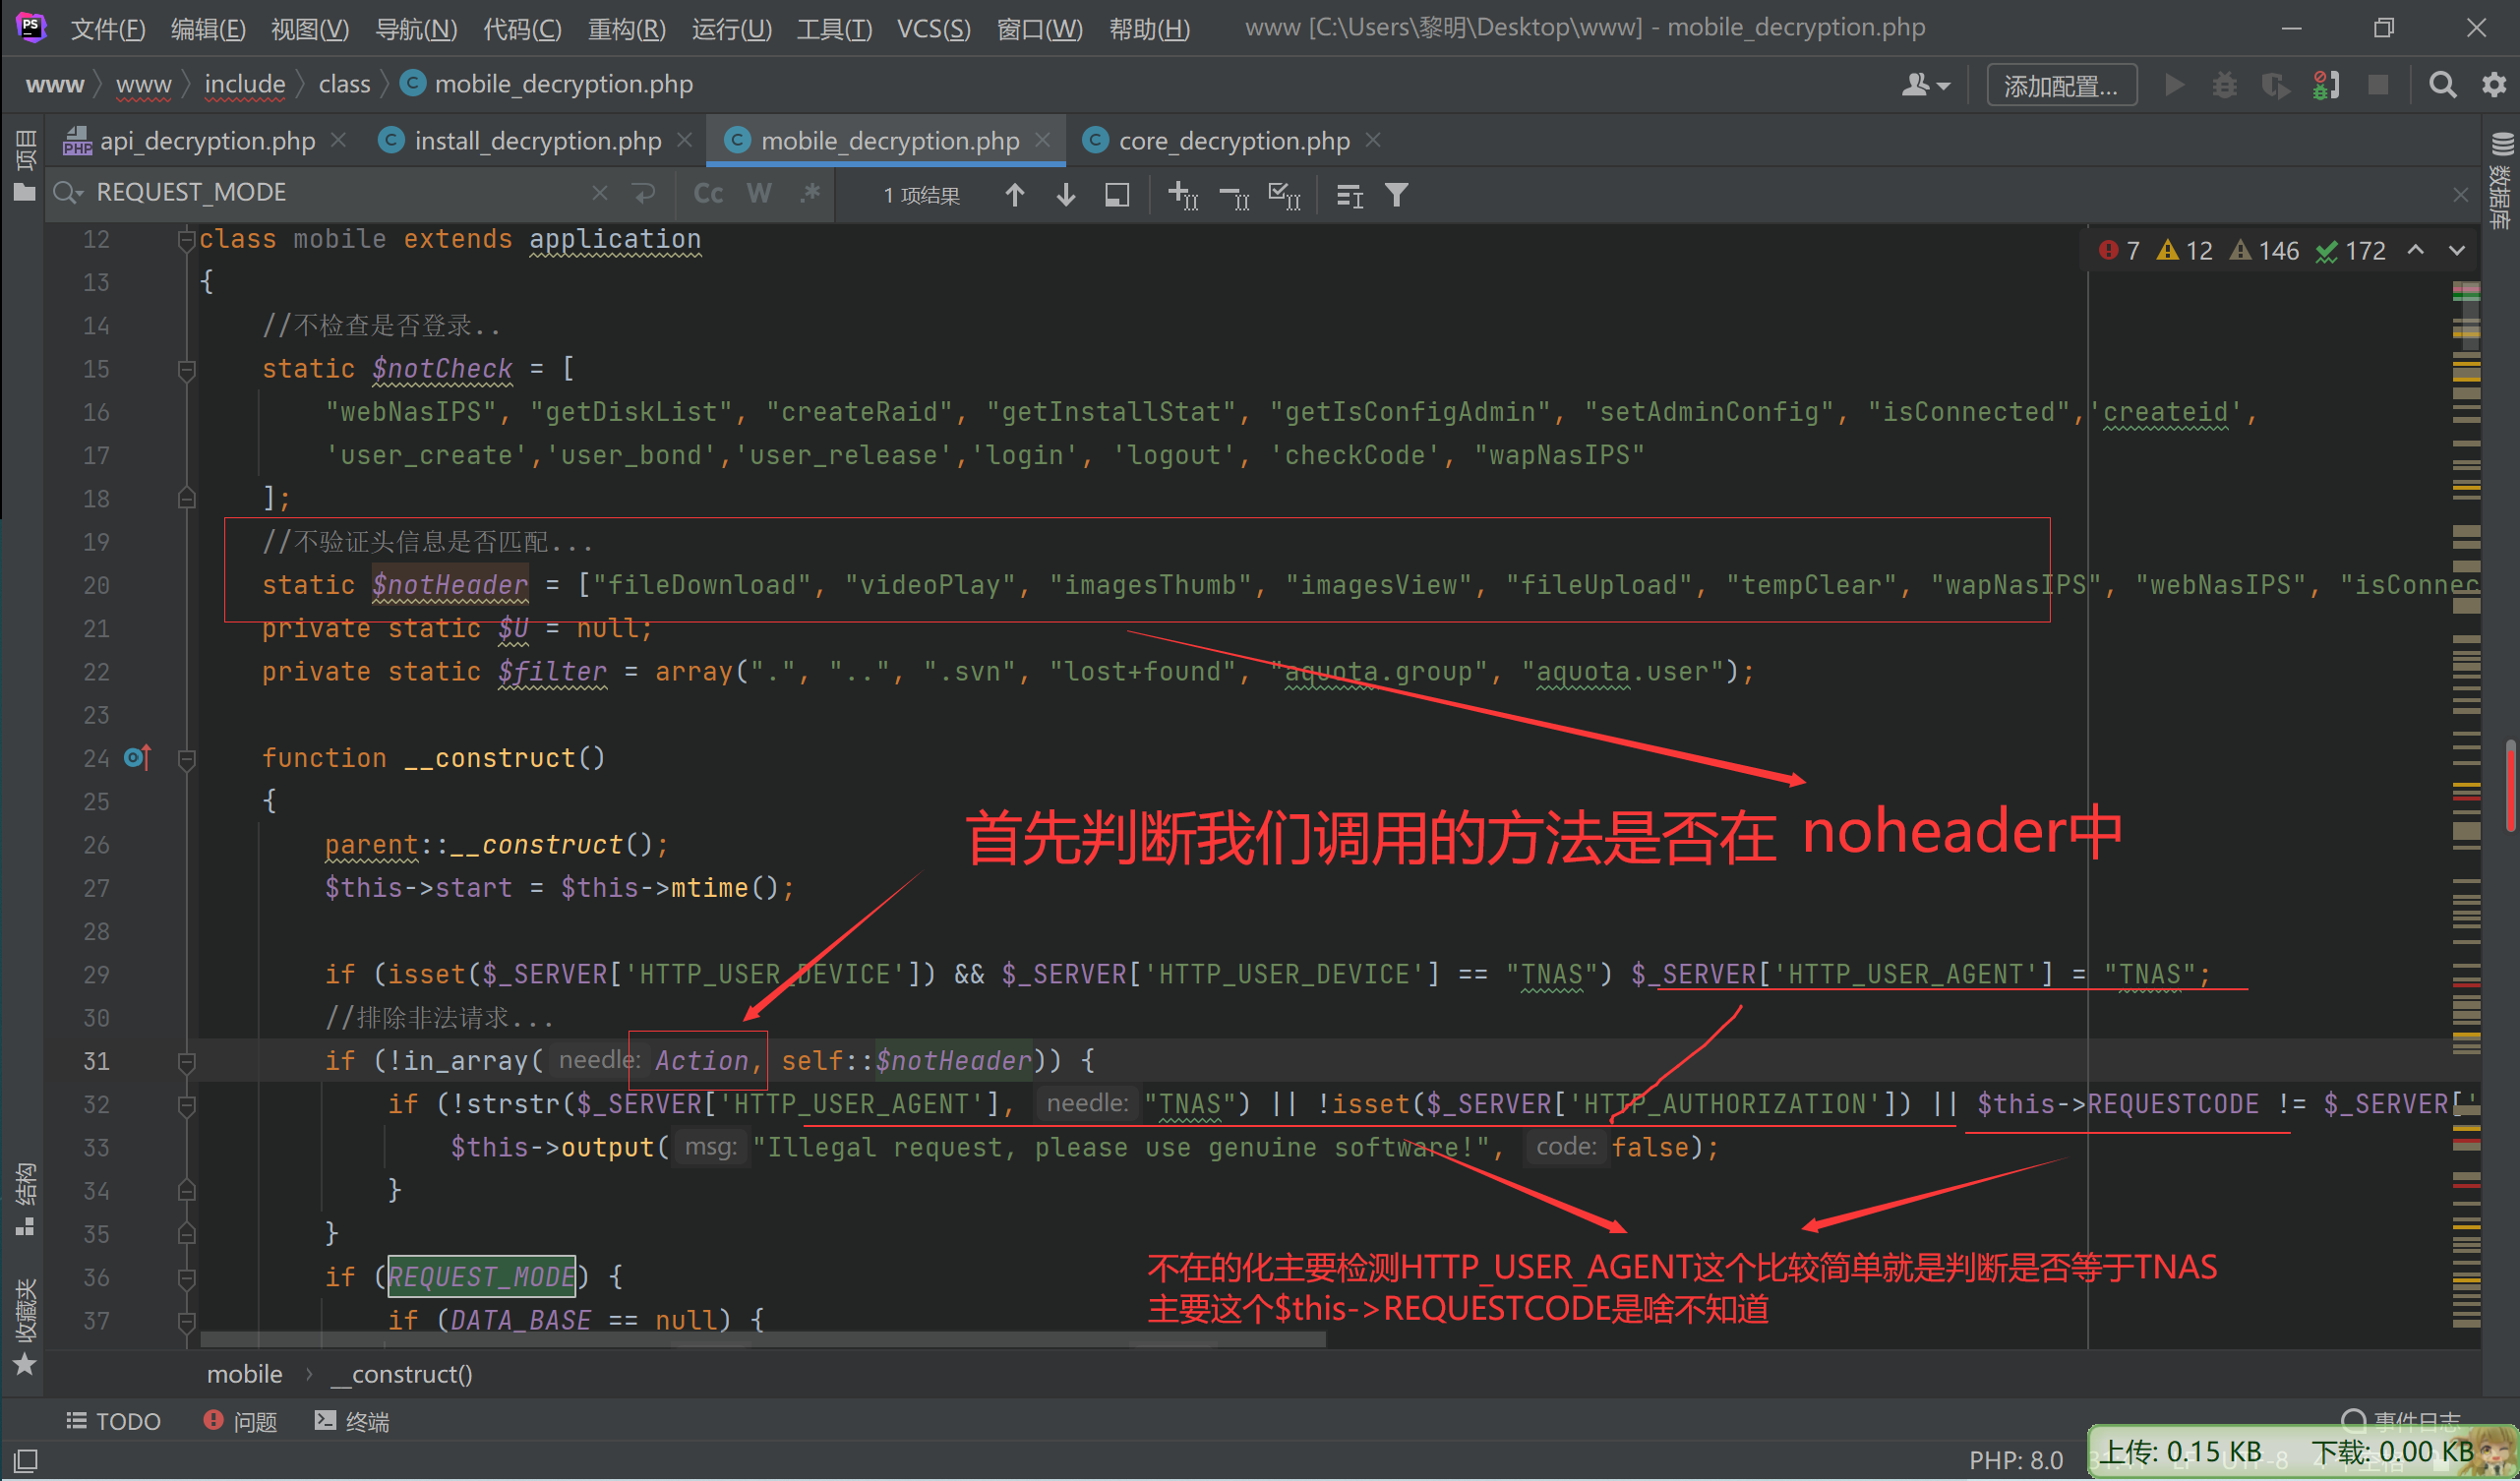 文件(F) 编辑(E) 视图(V) 导航(N) 代码(C) 重构(R) 运行(U) 工具(T) VCS(S) 窗口(W) 帮助(H) www [C:\Users\黎明\Desktop\www] - mobile_decryption.php
www www include class mobile_decryption.php 添加配置...
项目
api_decryption.php install_decryption.php mobile_decryption.php core_decryption.php
数据库
REQUEST_MODE Cc W .* 1 项结果
7 12 146 172
12 class mobile extends application
13 {
14 //不检查是否登录..
15 static $notCheck = [
16 "webNasIPS", "getDiskList", "createRaid", "getInstallStat", "getIsConfigAdmin", "setAdminConfig", "isConnected",'createid',
17 'user_create','user_bond','user_release','login', 'logout', 'checkCode', "wapNasIPS"
18 ];
19 //不验证头信息是否匹配...
20 static $notHeader = ["fileDownload", "videoPlay", "imagesThumb", "imagesView", "fileUpload", "tempClear", "wapNasIPS", "webNasIPS", "isConnec
21 private static $U = null;
22 private static $filter = array(".", "..", ".svn", "lost+found", "aquota.group", "aquota.user");
23
24 function __construct()
25 {
26 parent::__construct();
首先判断我们调用的方法是否在 noheader中
27 $this->start = $this->mtime();
28
29 if (isset($_SERVER['HTTP_USER_DEVICE']) && $_SERVER['HTTP_USER_DEVICE'] == "TNAS") $_SERVER['HTTP_USER_AGENT'] = "TNAS";
30 //排除非法请求...
31 if (!in_array( needle: Action, self::$notHeader)) {
32 if (!strstr($_SERVER['HTTP_USER_AGENT'], needle: "TNAS") || !isset($_SERVER['HTTP_AUTHORIZATION']) || $this->REQUESTCODE != $_SERVER['
33 $this->output( msg: "Illegal request, please use genuine software!", code: false);
34 }
35 }
36 if (REQUEST_MODE) {
37 if (DATA_BASE == null) {
不在的化主要检测HTTP_USER_AGENT这个比较简单就是判断是否等于TNAS
主要这个$this->REQUESTCODE是啥不知道
结构
收藏夹
mobile __construct()
TODO 问题 终端 事件日志
PHP: 8.0
上传: 0.15 KB 下载: 0.00 KB